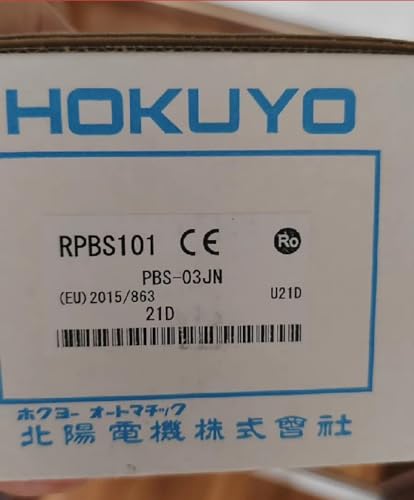 HOKUYO
RPBS101 CE Ro
PBS-03JN
(EU)2015/863 U21D
21D
ホクヨー オートマチック
北陽電機株式會社